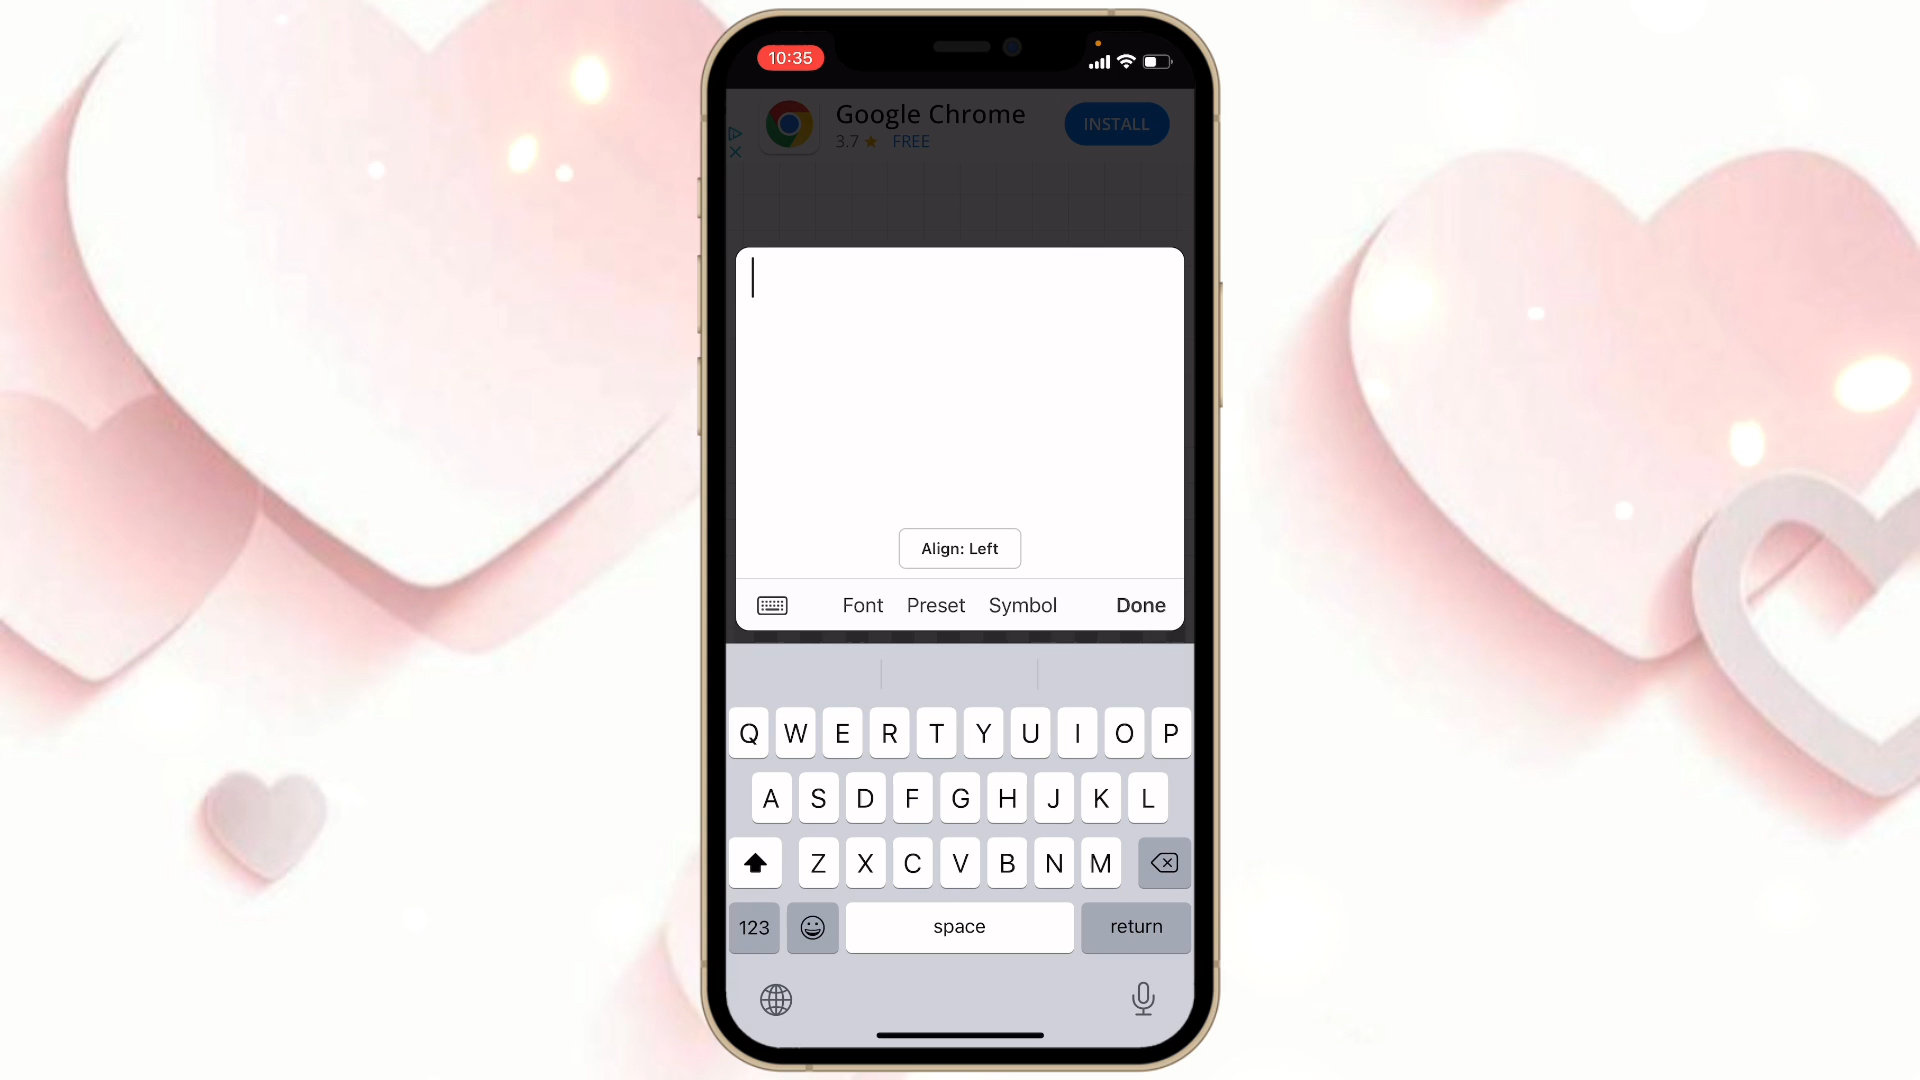 10:35
Google Chrome
3.7 ★ FREE
INSTALL
Align: Left
Font Preset Symbol Done
Q W E R T Y U I O P
A S D F G H J K L
Z X C V B N M
123 space return